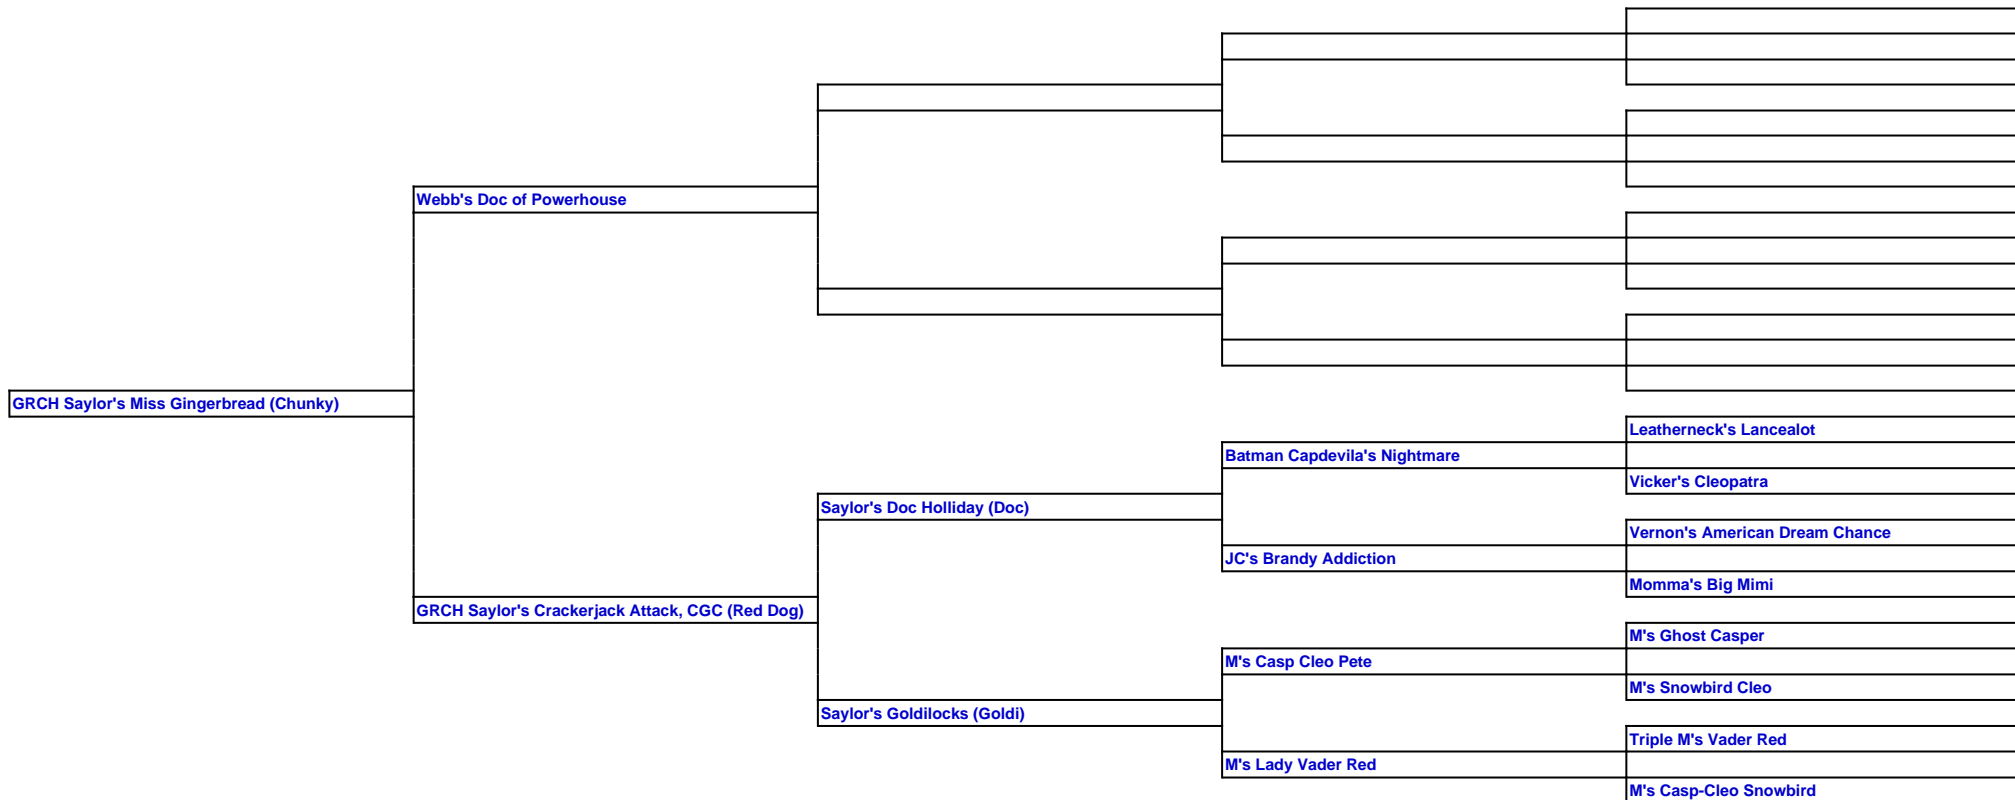 Webb's Doc of Powerhouse
GRCH Saylor's Miss Gingerbread (Chunky)
Leatherneck's Lancealot
Batman Capdevila's Nightmare
Vicker's Cleopatra
Saylor's Doc Holliday (Doc)
Vernon's American Dream Chance
JC's Brandy Addiction
Momma's Big Mimi
GRCH Saylor's Crackerjack Attack, CGC (Red Dog)
M's Ghost Casper
M's Casp Cleo Pete
M's Snowbird Cleo
Saylor's Goldilocks (Goldi)
Triple M's Vader Red
M's Lady Vader Red
M's Casp-Cleo Snowbird